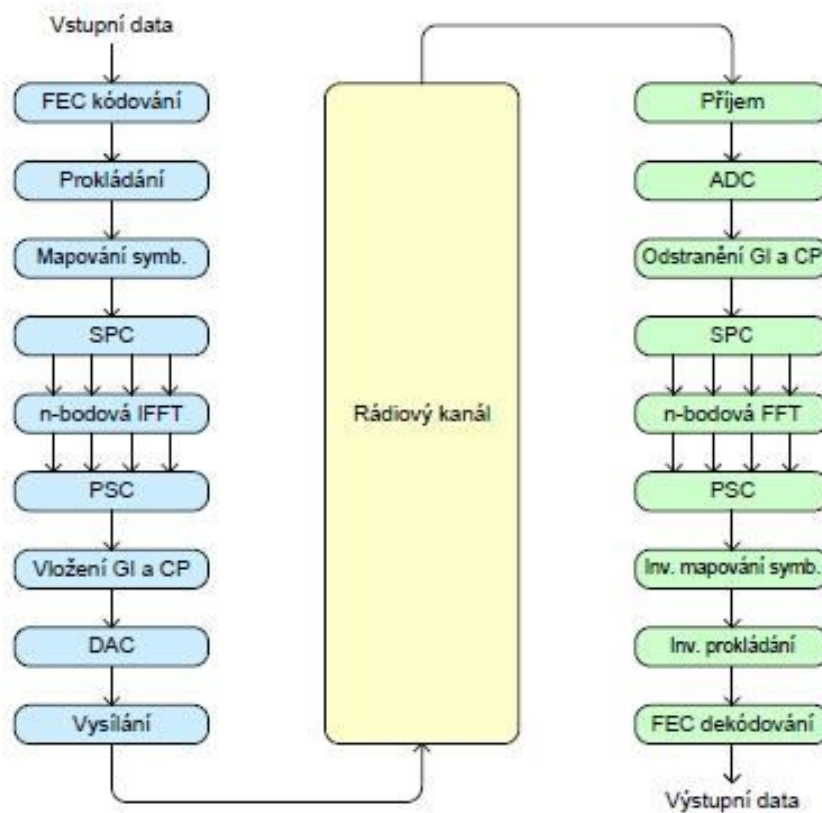 Vstupní data
FEC kódování
Prokládání
Mapování symb.
SPC
n-bodová IFFT
PSC
Vložení GI a CP
DAC
Vysílání
Rádiový kanál
Příjem
ADC
Odstranění GI a CP
SPC
n-bodová FFT
PSC
Inv. mapování symb.
Inv. prokládání
FEC dekódování
Výstupní data